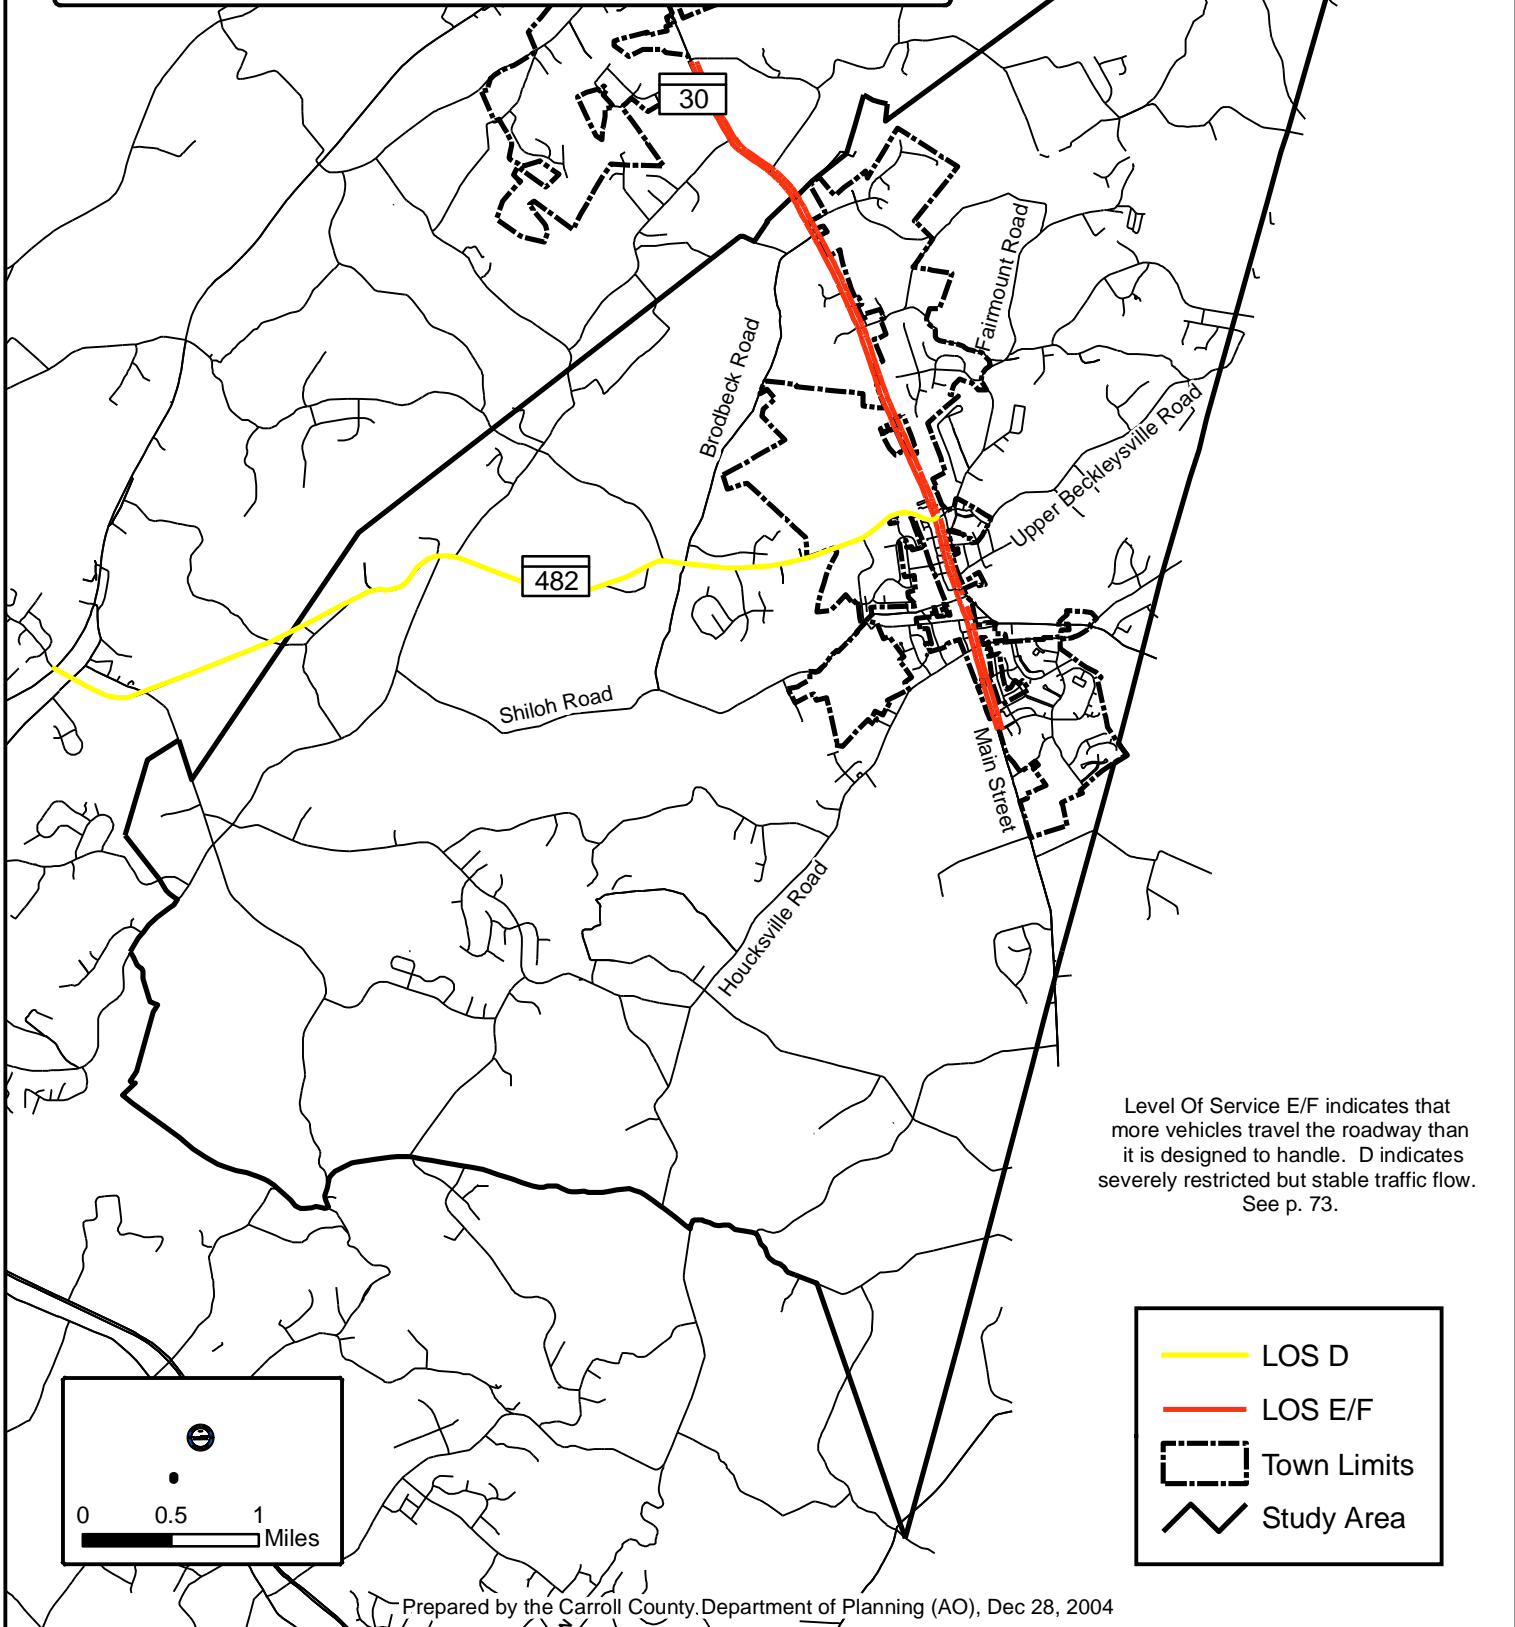 30
Fairmount Road
Brodbeck Road
Upper Beckleysville Road
482
Shiloh Road
Main Street
Houcksville Road
Level Of Service E/F indicates that
more vehicles travel the roadway than
it is designed to handle.  D indicates
severely restricted but stable traffic flow.
See p. 73.
LOS D
LOS E/F
Town Limits
Study Area
0 0.5 1
Miles
Prepared by the Carroll County Department of Planning (AO), Dec 28, 2004